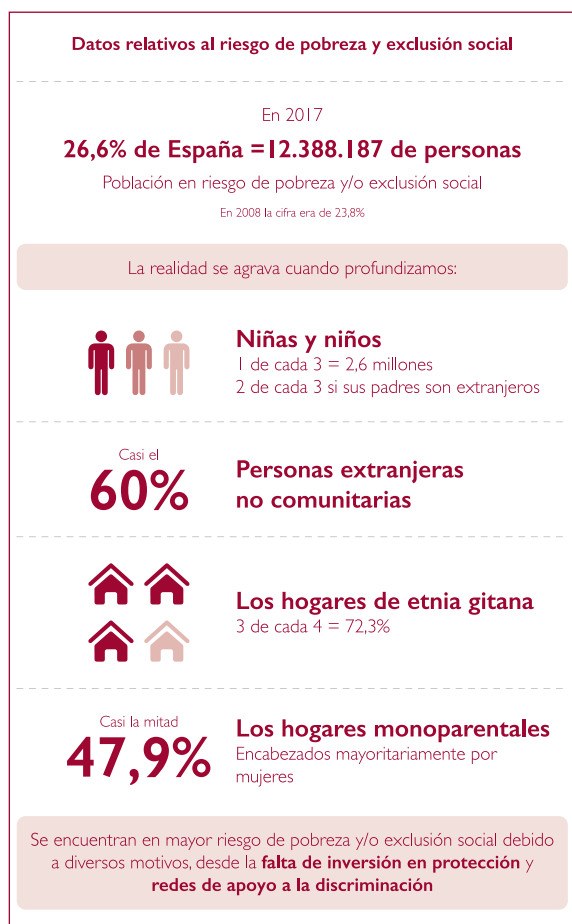 Datos relativos al riesgo de pobreza y exclusión social
En 2017
26,6% de España =12.388.187 de personas
Población en riesgo de pobreza y/o exclusión social
En 2008 la cifra era de 23,8%
La realidad se agrava cuando profundizamos:
Niñas y niños
1 de cada 3 = 2,6 millones
2 de cada 3 si sus padres son extranjeros
Casi el
60%
Personas extranjeras
no comunitarias
Los hogares de etnia gitana
3 de cada 4 = 72,3%
Casi la mitad
47,9%
Los hogares monoparentales
Encabezados mayoritariamente por
mujeres
Se encuentran en mayor riesgo de pobreza y/o exclusión social debido
a diversos motivos, desde la falta de inversión en protección y
redes de apoyo a la discriminación